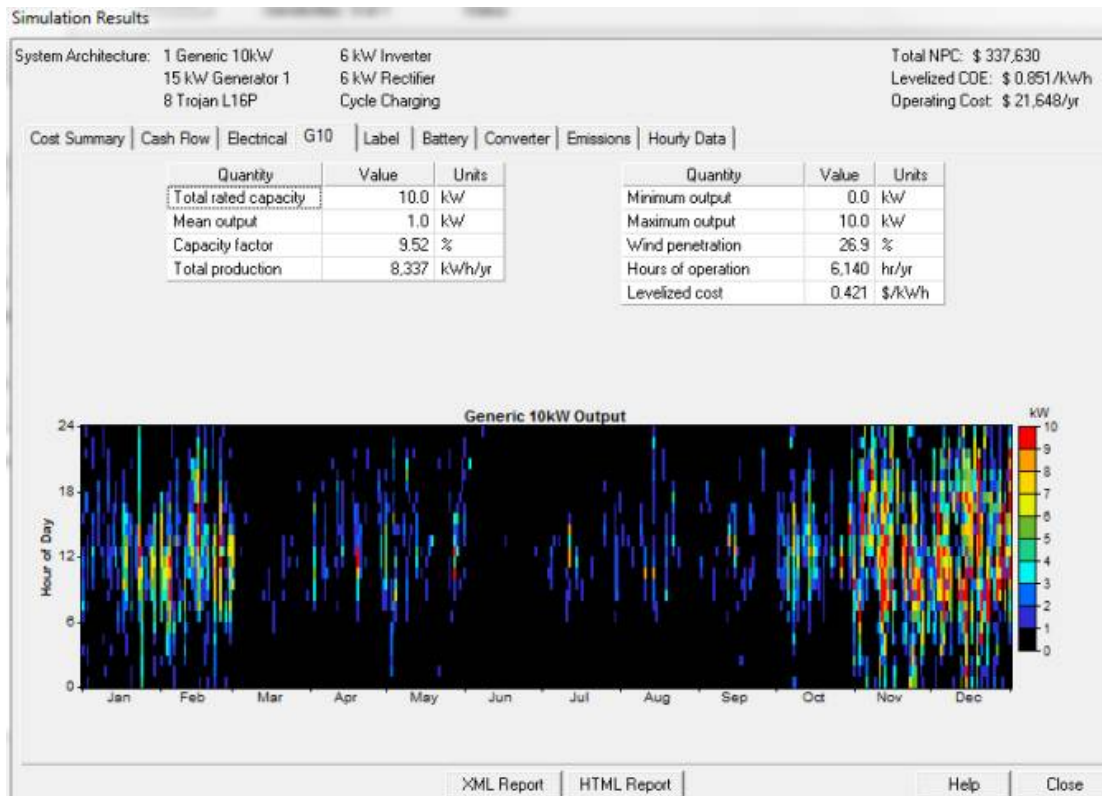 Simulation Results
System Architecture: 1 Generic 10kW 6 kW Inverter Total NPC: $ 337,630
15 kW Generator 1 6 kW Rectifier Levelized COE: $ 0.851/kWh
8 Trojan L16P Cycle Charging Operating Cost: $ 21,648/yr
Cost Summary Cash Flow Electrical G10 Label Battery Converter Emissions Hourly Data
Quantity Value Units Quantity Value Units
Total rated capacity 10.0 kW Minimum output 0.0 kW
Mean output 1.0 kW Maximum output 10.0 kW
Capacity factor 9.52 % Wind penetration 26.9 %
Total production 8,337 kWh/yr Hours of operation 6,140 hr/yr
Levelized cost 0.421 $/kWh
Generic 10kW Output
kW
24
18
12
6
0
Hour of Day
10
9
8
7
6
5
4
3
2
1
0
Jan Feb Mar Apr May Jun Jul Aug Sep Oct Nov Dec
XML Report HTML Report Help Close